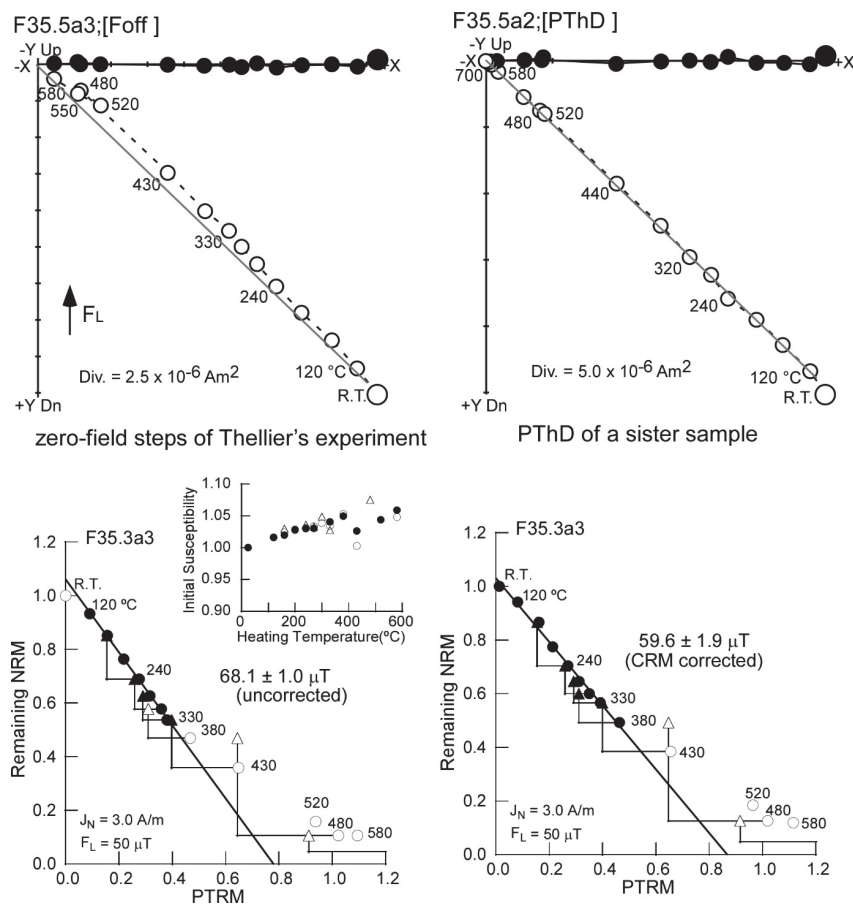 F35.5a3;[Foff ]
-Y Up
-X
+X
480
580
550
520
430
330
240
FL
120 °C
Div. = 2.5 x 10-6 Am2
R.T.
+Y Dn
zero-field steps of Thellier's experiment
F35.5a2;[PThD ]
-Y Up
-X
+X
700
580
480
520
440
320
240
120 °C
Div. = 5.0 x 10-6 Am2
R.T.
+Y Dn
PThD of a sister sample
F35.3a3
Remaining NRM
1.2
1.0
0.8
0.6
0.4
0.2
0.0
R.T.
120 ºC
240
330
380
430
520
480
580
68.1 ± 1.0 μT
(uncorrected)
JN = 3.0 A/m
FL = 50 μT
0.0 0.2 0.4 0.6 0.8 1.0 1.2
PTRM
Initial Susceptibility
1.10
1.05
1.00
0.95
0.90
0 200 400 600
Heating Temperature(ºC)
F35.3a3
Remaining NRM
1.2
1.0
0.8
0.6
0.4
0.2
0.0
R.T.
120 ºC
240
330
380
430
520
480
580
59.6 ± 1.9 μT
(CRM corrected)
JN = 3.0 A/m
FL = 50 μT
0.0 0.2 0.4 0.6 0.8 1.0 1.2
PTRM